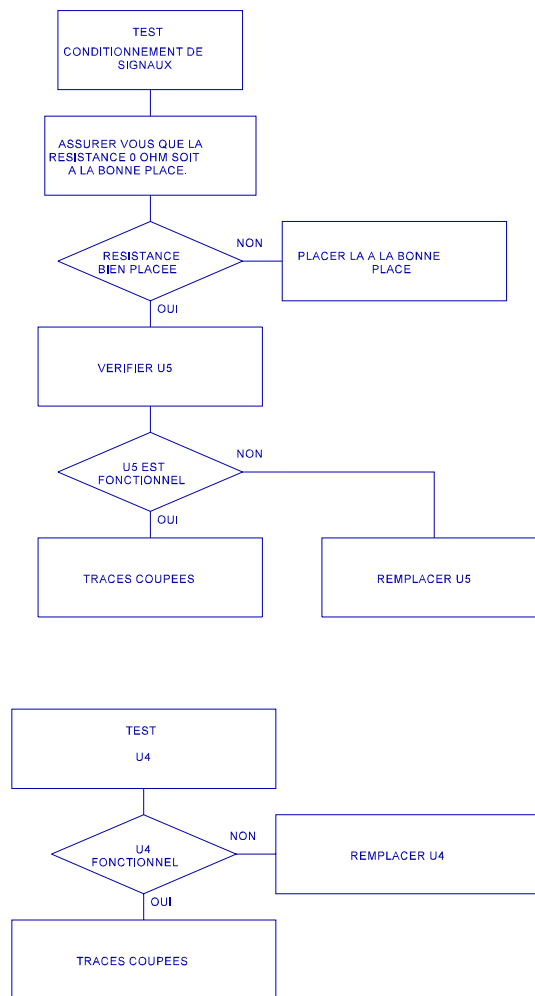 TEST
CONDITIONNEMENT DE
SIGNAUX
ASSURER VOUS QUE LA
RESISTANCE 0 OHM SOIT
A LA BONNE PLACE.
RESISTANCE
BIEN PLACEE
NON
PLACER LA A LA BONNE
PLACE
OUI
VERIFIER U5
U5 EST
FONCTIONNEL
NON
OUI
TRACES COUPEES
REMPLACER U5
TEST
U4
U4
FONCTIONNEL
NON
REMPLACER U4
OUI
TRACES COUPEES